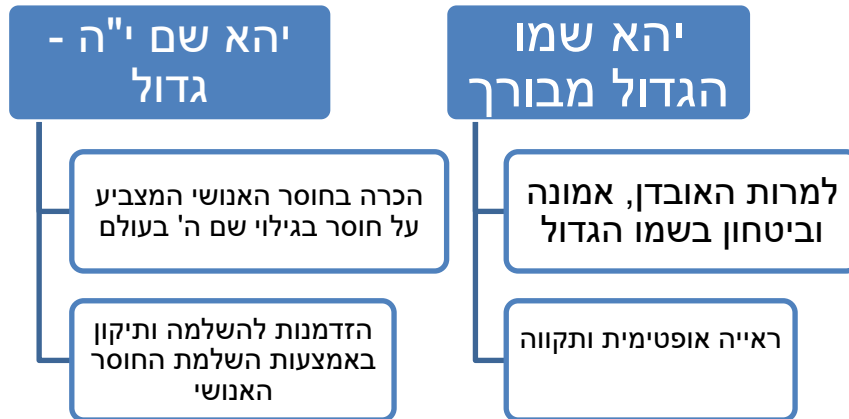 יהא שמו
הגדול מבורך
למרות האובדן, אמונה
וביטחון בשמו הגדול
ראייה אופטימית ותקווה
יהא שם י"ה -
גדול
הכרה בחוסר האנושי המצביע
על חוסר בגילוי שם ה' בעולם
הזדמנות להשלמה ותיקון
באמצעות השלמת החוסר
האנושי